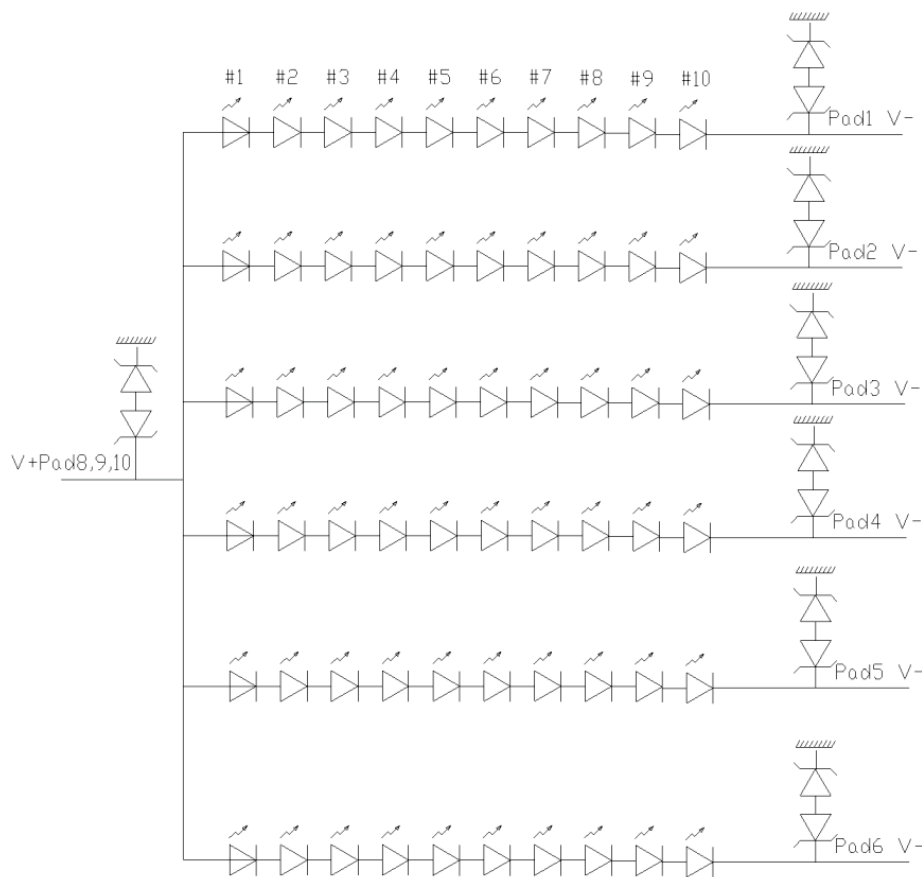 #1 #2 #3 #4 #5 #6 #7 #8 #9 #10
Pad1 V-
Pad2 V-
Pad3 V-
V+Pad8,9,10
Pad4 V-
Pad5 V-
Pad6 V-